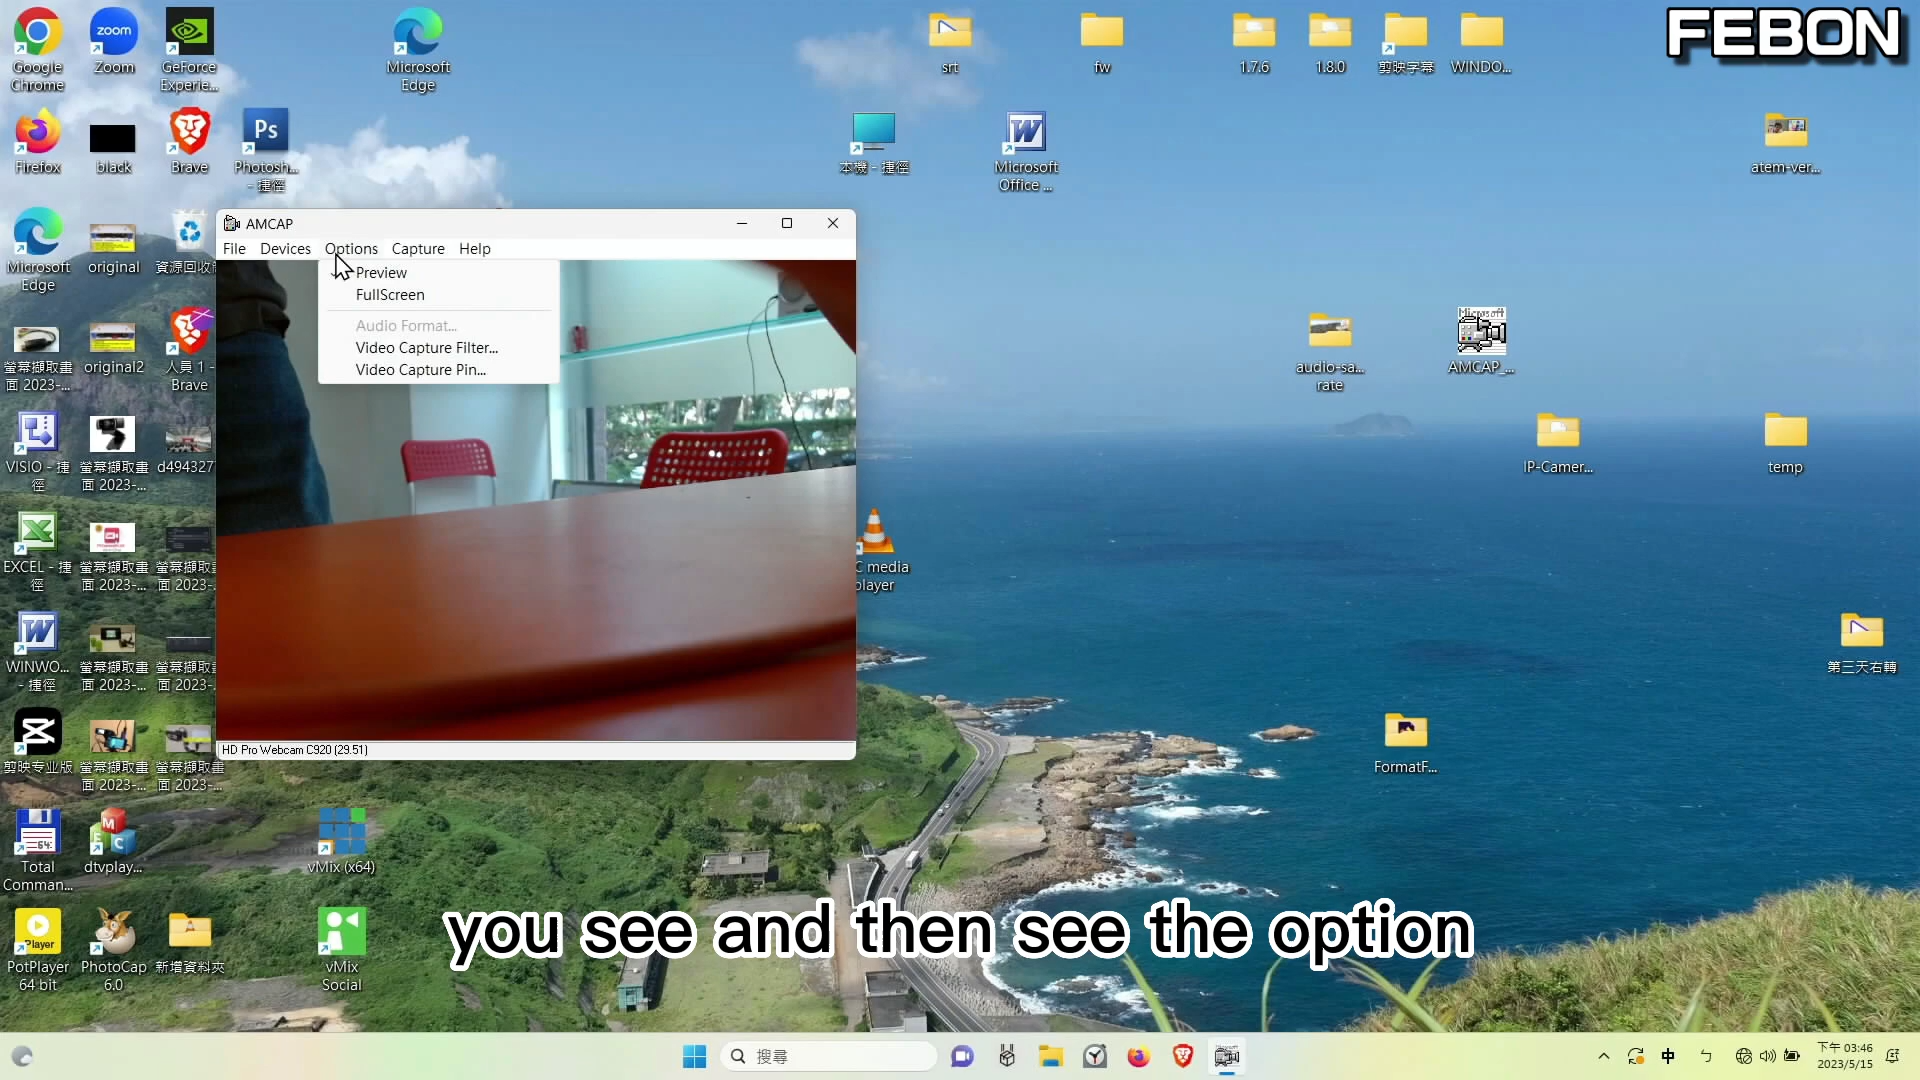 FEBON
Google
Chrome
Zoom
zoom
GeForce
Experie...
Microsoft
Edge
srt
fw
1.7.6
1.8.0
剪映字幕
WINDO...
Firefox
black
Brave
Ps
Photosh...
- 捷徑
本機 - 捷徑
Microsoft
Office ...
atem-ver...
AMCAP
File Devices Options Capture Help
Preview
FullScreen
Audio Format...
Video Capture Filter...
Video Capture Pin...
HD Pro Webcam C920 (29.51)
Microsoft
Edge
original
資源回收
螢幕擷取畫
面 2023-...
original2
人員 1 -
Brave
audio-sa...
rate
Microsoft
AMCAP_...
VISIO - 捷
徑
螢幕擷取畫
面 2023-...
d494327
IP-Camer...
temp
EXCEL - 捷
徑
螢幕擷取畫
面 2023-...
螢幕擷取畫
面 2023-...
C media
player
WINWO...
- 捷徑
螢幕擷取畫
面 2023-...
螢幕擷取畫
面 2023-...
第三天右轉
剪映专业版
螢幕擷取畫
面 2023-...
螢幕擷取畫
面 2023-...
FormatF...
64
Total
Comman...
M
C
dtvplay...
vMix (x64)
Player
PotPlayer
64 bit
PhotoCap
6.0
新增資料夾
vMix
Social
you see and then see the option
搜尋
中
ㄅ
下午 03:46
2023/5/15